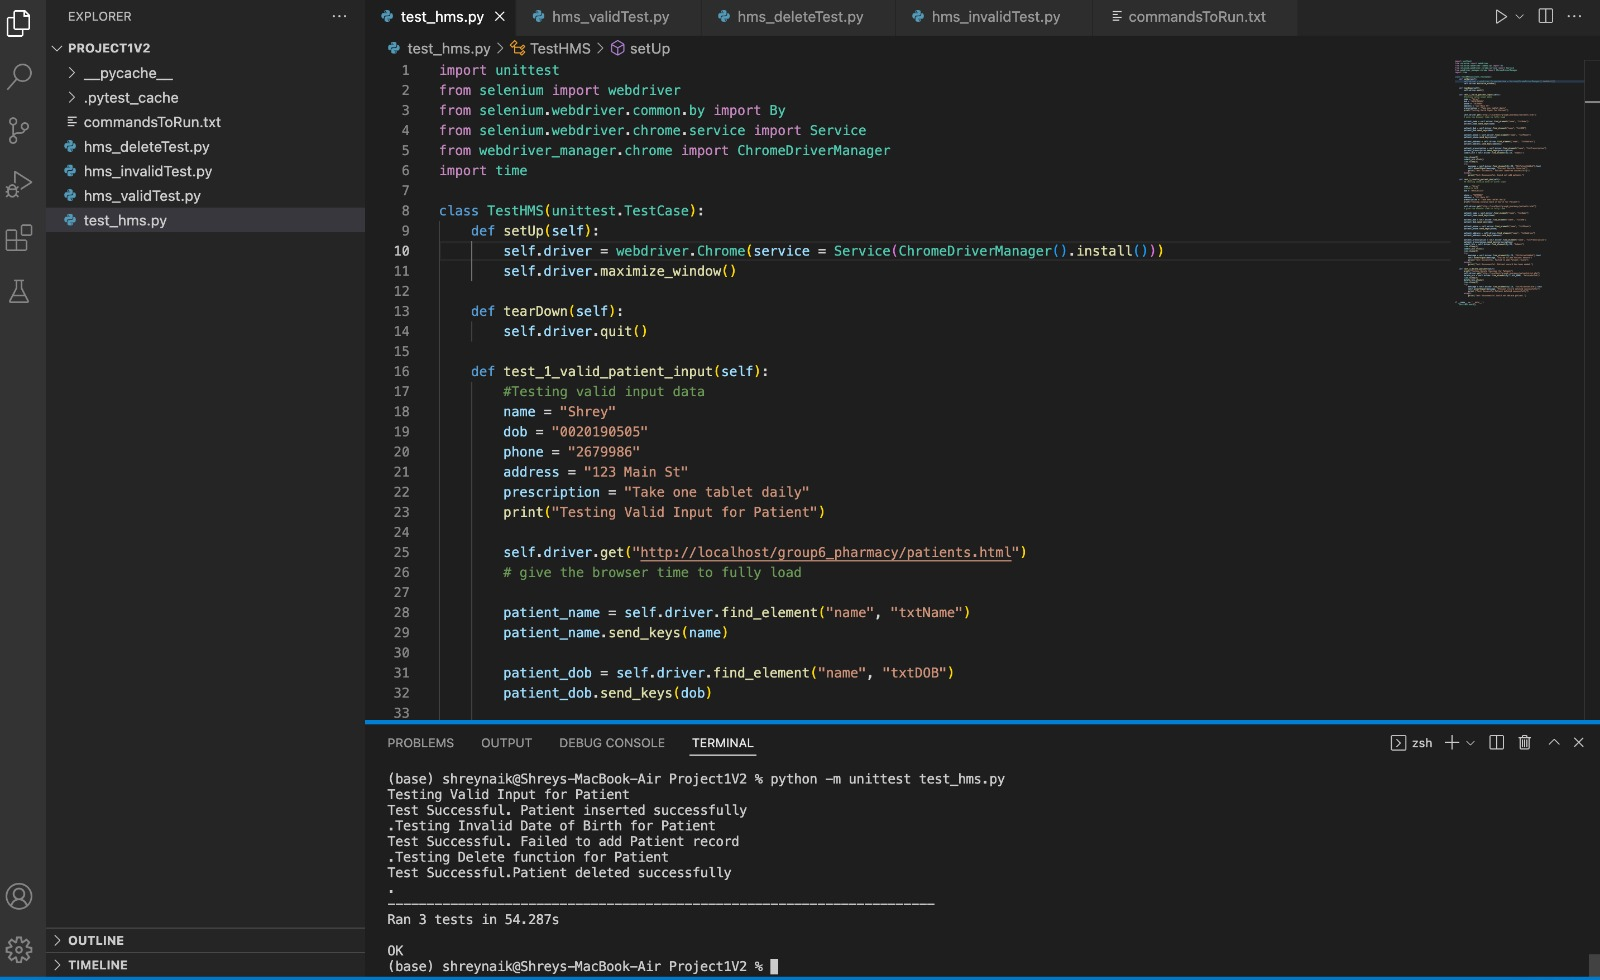 EXPLORER
PROJECT1V2
__pycache__
.pytest_cache
commandsToRun.txt
hms_deleteTest.py
hms_invalidTest.py
hms_validTest.py
test_hms.py
OUTLINE
TIMELINE
test_hms.py hms_validTest.py hms_deleteTest.py hms_invalidTest.py commandsToRun.txt
test_hms.py > TestHMS > setUp
1 import unittest
2 from selenium import webdriver
3 from selenium.webdriver.common.by import By
4 from selenium.webdriver.chrome.service import Service
5 from webdriver_manager.chrome import ChromeDriverManager
6 import time
7
8 class TestHMS(unittest.TestCase):
9 def setUp(self):
10 self.driver = webdriver.Chrome(service = Service(ChromeDriverManager().install()))
11 self.driver.maximize_window()
12
13 def tearDown(self):
14 self.driver.quit()
15
16 def test_1_valid_patient_input(self):
17 #Testing valid input data
18 name = "Shrey"
19 dob = "0020190505"
20 phone = "2679986"
21 address = "123 Main St"
22 prescription = "Take one tablet daily"
23 print("Testing Valid Input for Patient")
24
25 self.driver.get("http://localhost/group6_pharmacy/patients.html")
26 # give the browser time to fully load
27
28 patient_name = self.driver.find_element("name", "txtName")
29 patient_name.send_keys(name)
30
31 patient_dob = self.driver.find_element("name", "txtDOB")
32 patient_dob.send_keys(dob)
33
PROBLEMS OUTPUT DEBUG CONSOLE TERMINAL zsh
(base) shreynaik@Shreys-MacBook-Air Project1V2 % python -m unittest test_hms.py
Testing Valid Input for Patient
Test Successful. Patient inserted successfully
.Testing Invalid Date of Birth for Patient
Test Successful. Failed to add Patient record
.Testing Delete function for Patient
Test Successful.Patient deleted successfully
.
----------------------------------------------------------------------
Ran 3 tests in 54.287s
OK
(base) shreynaik@Shreys-MacBook-Air Project1V2 %